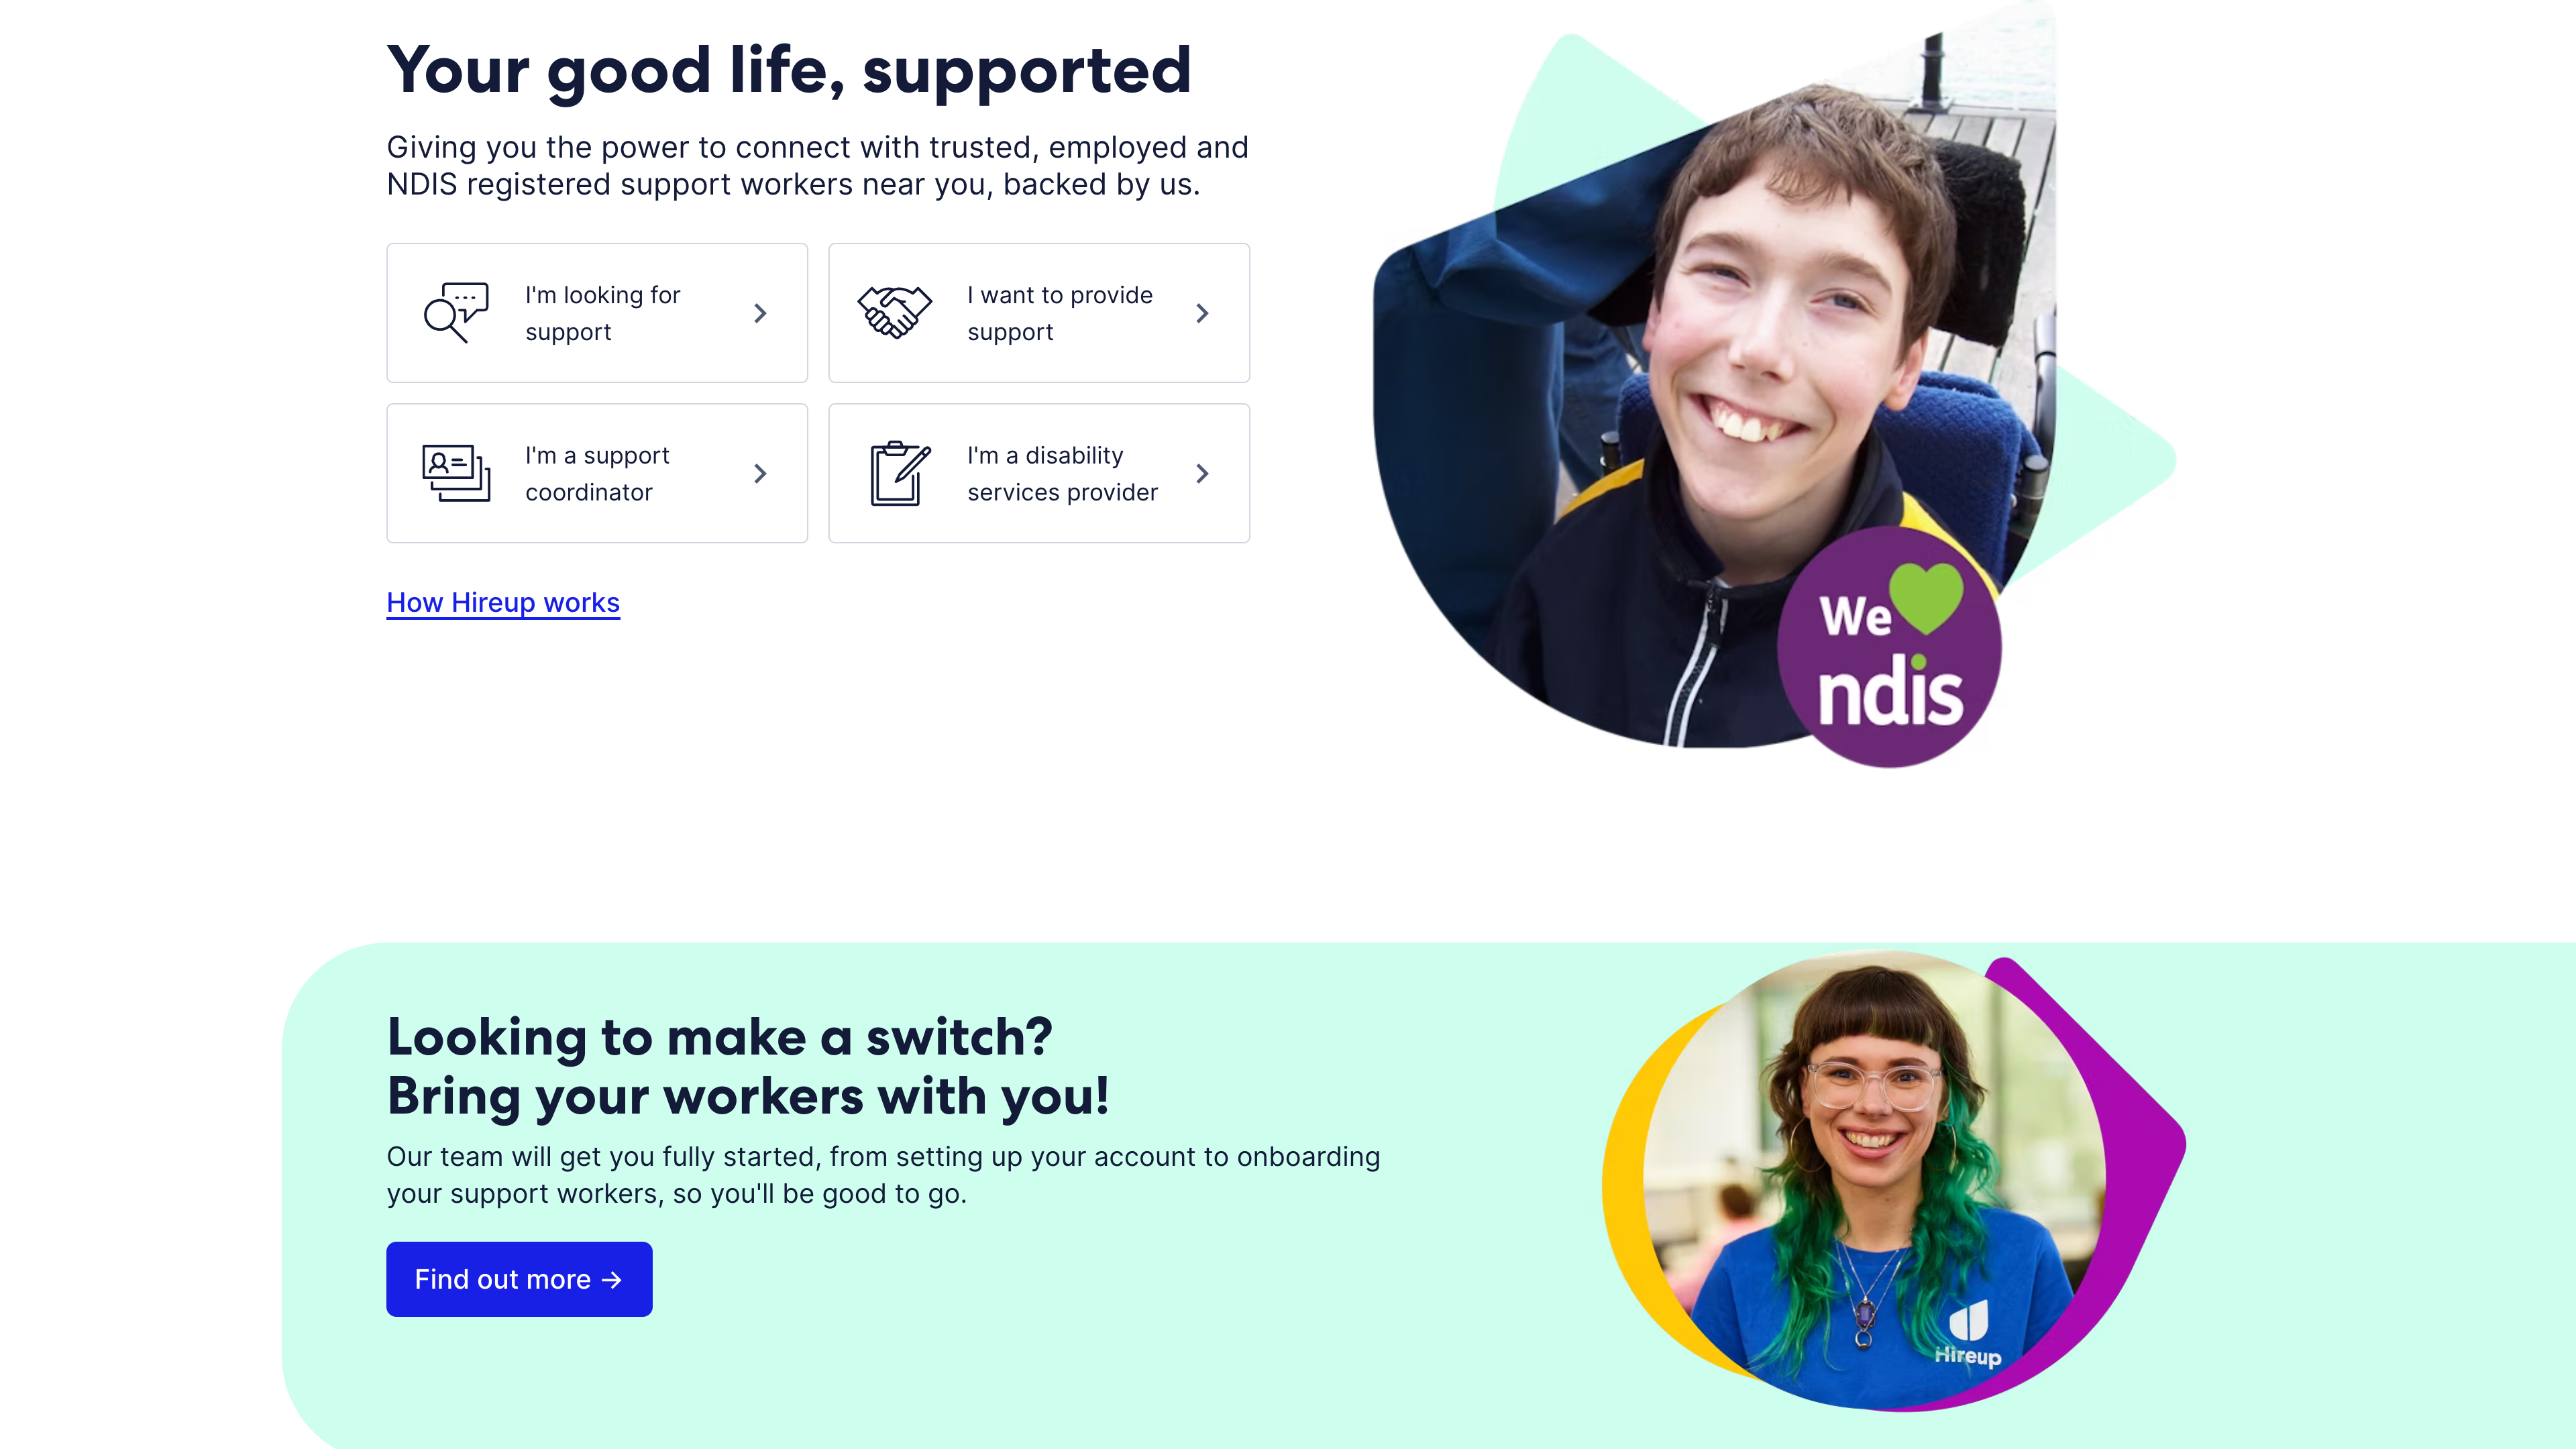 Your good life, supported
Giving you the power to connect with trusted, employed and
NDIS registered support workers near you, backed by us.
I'm looking for
support
I want to provide
support
I'm a support
coordinator
I'm a disability
services provider
How Hireup works
We
ndis
Looking to make a switch?
Bring your workers with you!
Our team will get you fully started, from setting up your account to onboarding
your support workers, so you'll be good to go.
Find out more →
Hireup